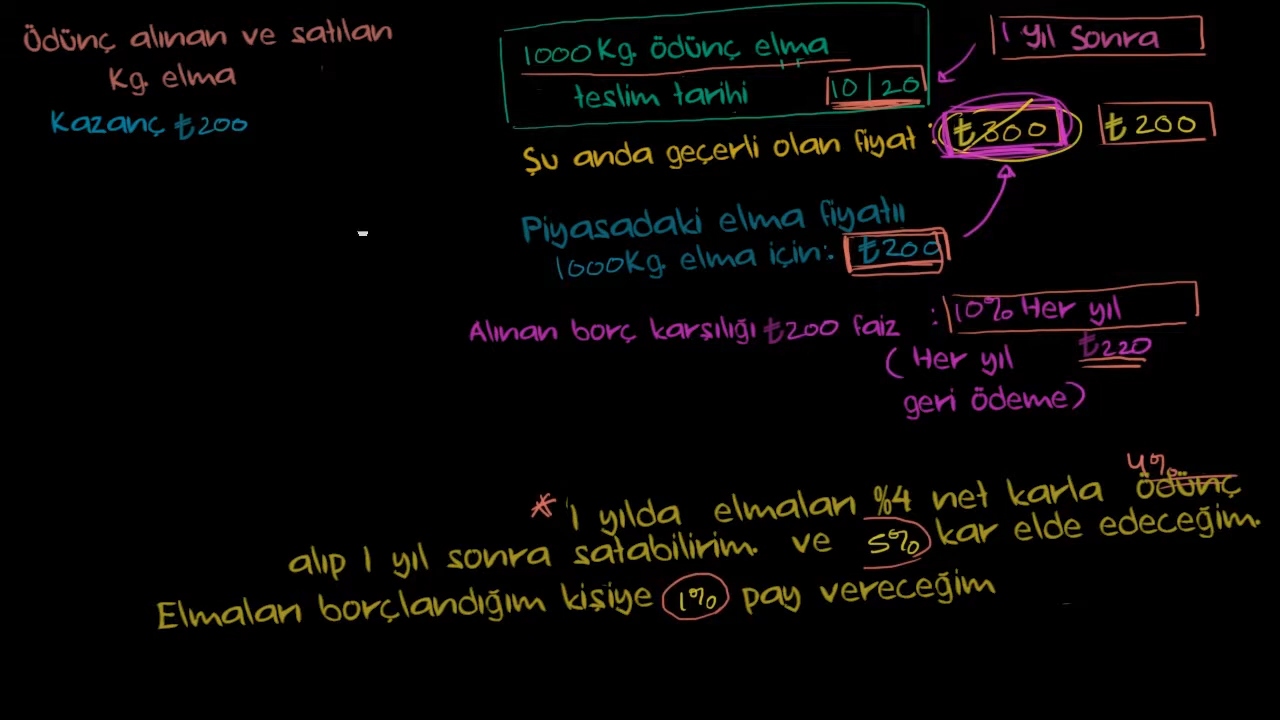 Ödünç alınan ve satılan
Kg. elma
Kazanç ₺200
1000 Kg. ödünç elma
teslim tarihi 10|20
1 yıl sonra
Şu anda geçerli olan fiyat : ₺300 ₺200
Piyasadaki elma fiyatıı
1000Kg. elma için: ₺200
Alınan borç karşılığı ₺200 faiz : 10% Her yıl
(Her yıl ₺220
geri ödeme)
4%
* 1 yılda elmaları %4 net karla ödünç
alıp 1 yıl sonra satabilirim. ve 5% kar elde edeceğim.
Elmaları borçlandığım kişiye 1% pay vereceğim